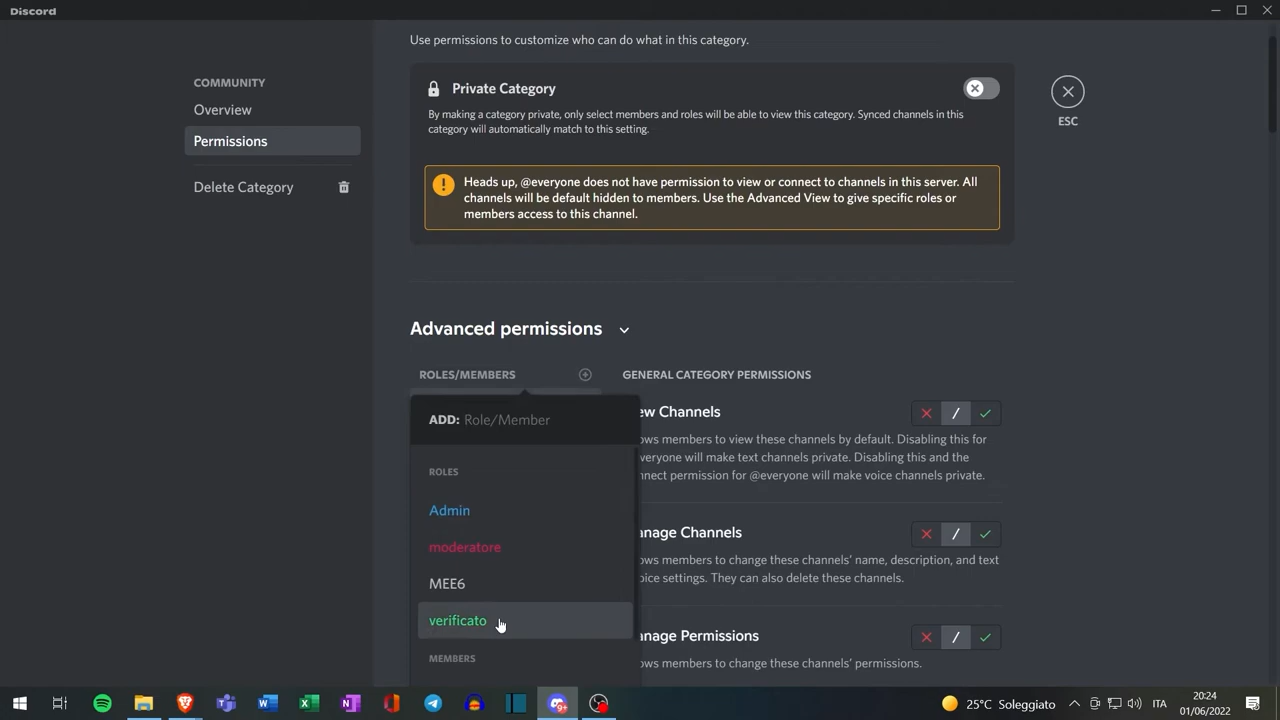 Discord
Use permissions to customize who can do what in this category.
COMMUNITY
Overview
Permissions
Delete Category
Private Category
By making a category private, only select members and roles will be able to view this category. Synced channels in this
category will automatically match to this setting.
ESC
Heads up, @everyone does not have permission to view or connect to channels in this server. All
channels will be default hidden to members. Use the Advanced View to give specific roles or
members access to this channel.
Advanced permissions
ROLES/MEMBERS
GENERAL CATEGORY PERMISSIONS
ADD: Role/Member
ROLES
Admin
moderatore
MEE6
verificato
MEMBERS
ew Channels
ows members to view these channels by default. Disabling this for
veryone will make text channels private. Disabling this and the
nnect permission for @everyone will make voice channels private.
anage Channels
ows members to change these channels' name, description, and text
oice settings. They can also delete these channels.
anage Permissions
ows members to change these channels' permissions.
25°C Soleggiato
ITA
20:24
01/06/2022